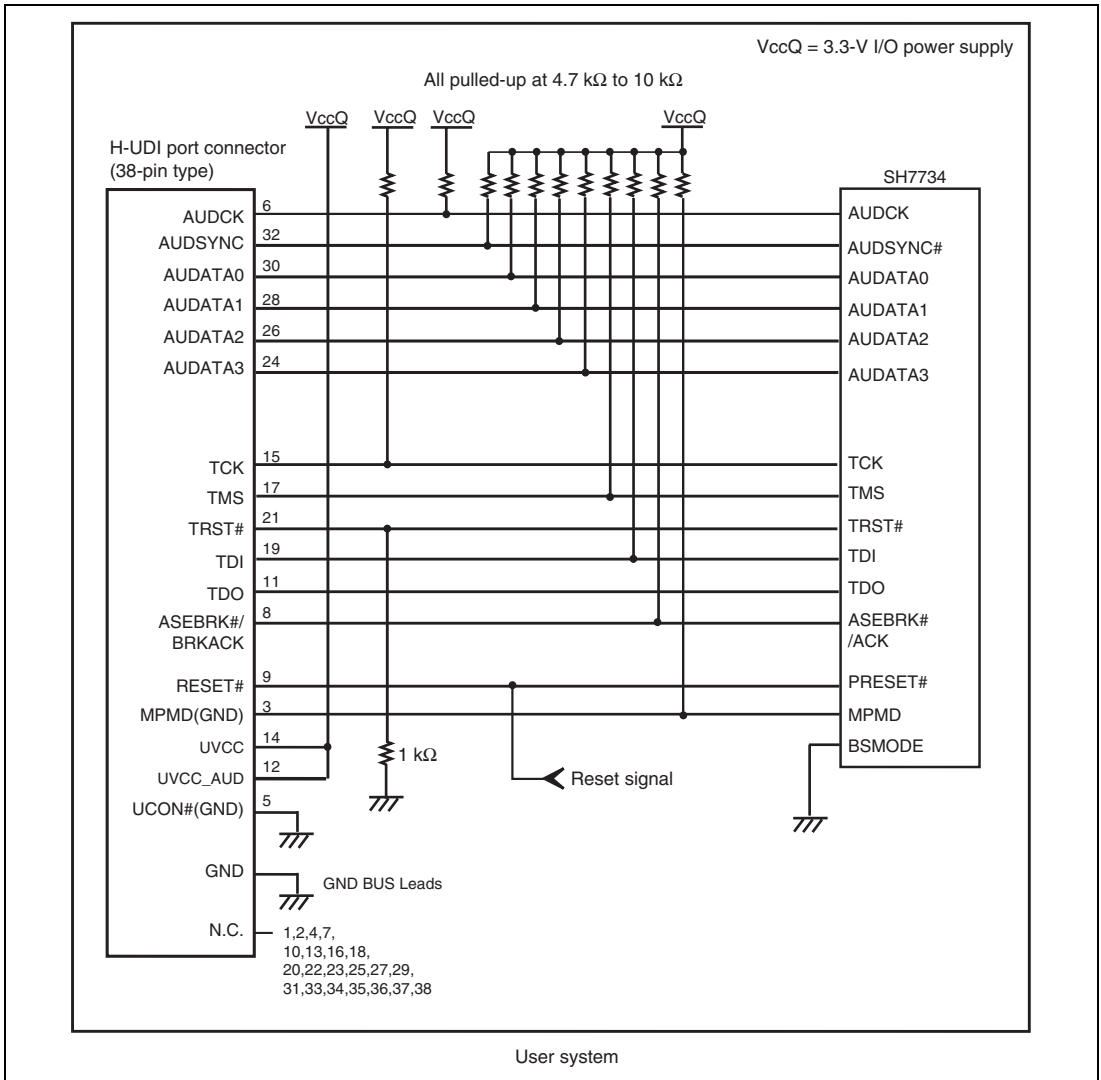 VccQ = 3.3-V I/O power supply
All pulled-up at 4.7 kΩ to 10 kΩ
VccQ VccQ VccQ VccQ
H-UDI port connector
(38-pin type)
SH7734
AUDCK 6 AUDCK
AUDSYNC 32 AUDSYNC#
AUDATA0 30 AUDATA0
AUDATA1 28 AUDATA1
AUDATA2 26 AUDATA2
AUDATA3 24 AUDATA3
TCK 15 TCK
TMS 17 TMS
TRST# 21 TRST#
TDI 19 TDI
TDO 11 TDO
ASEBRK#/ 8 ASEBRK#
BRKACK /ACK
RESET# 9 PRESET#
MPMD(GND) 3 MPMD
UVCC 14 BSMODE
1 kΩ
UVCC_AUD 12 Reset signal
UCON#(GND) 5
GND GND BUS Leads
N.C. 1,2,4,7,
10,13,16,18,
20,22,23,25,27,29,
31,33,34,35,36,37,38
User system